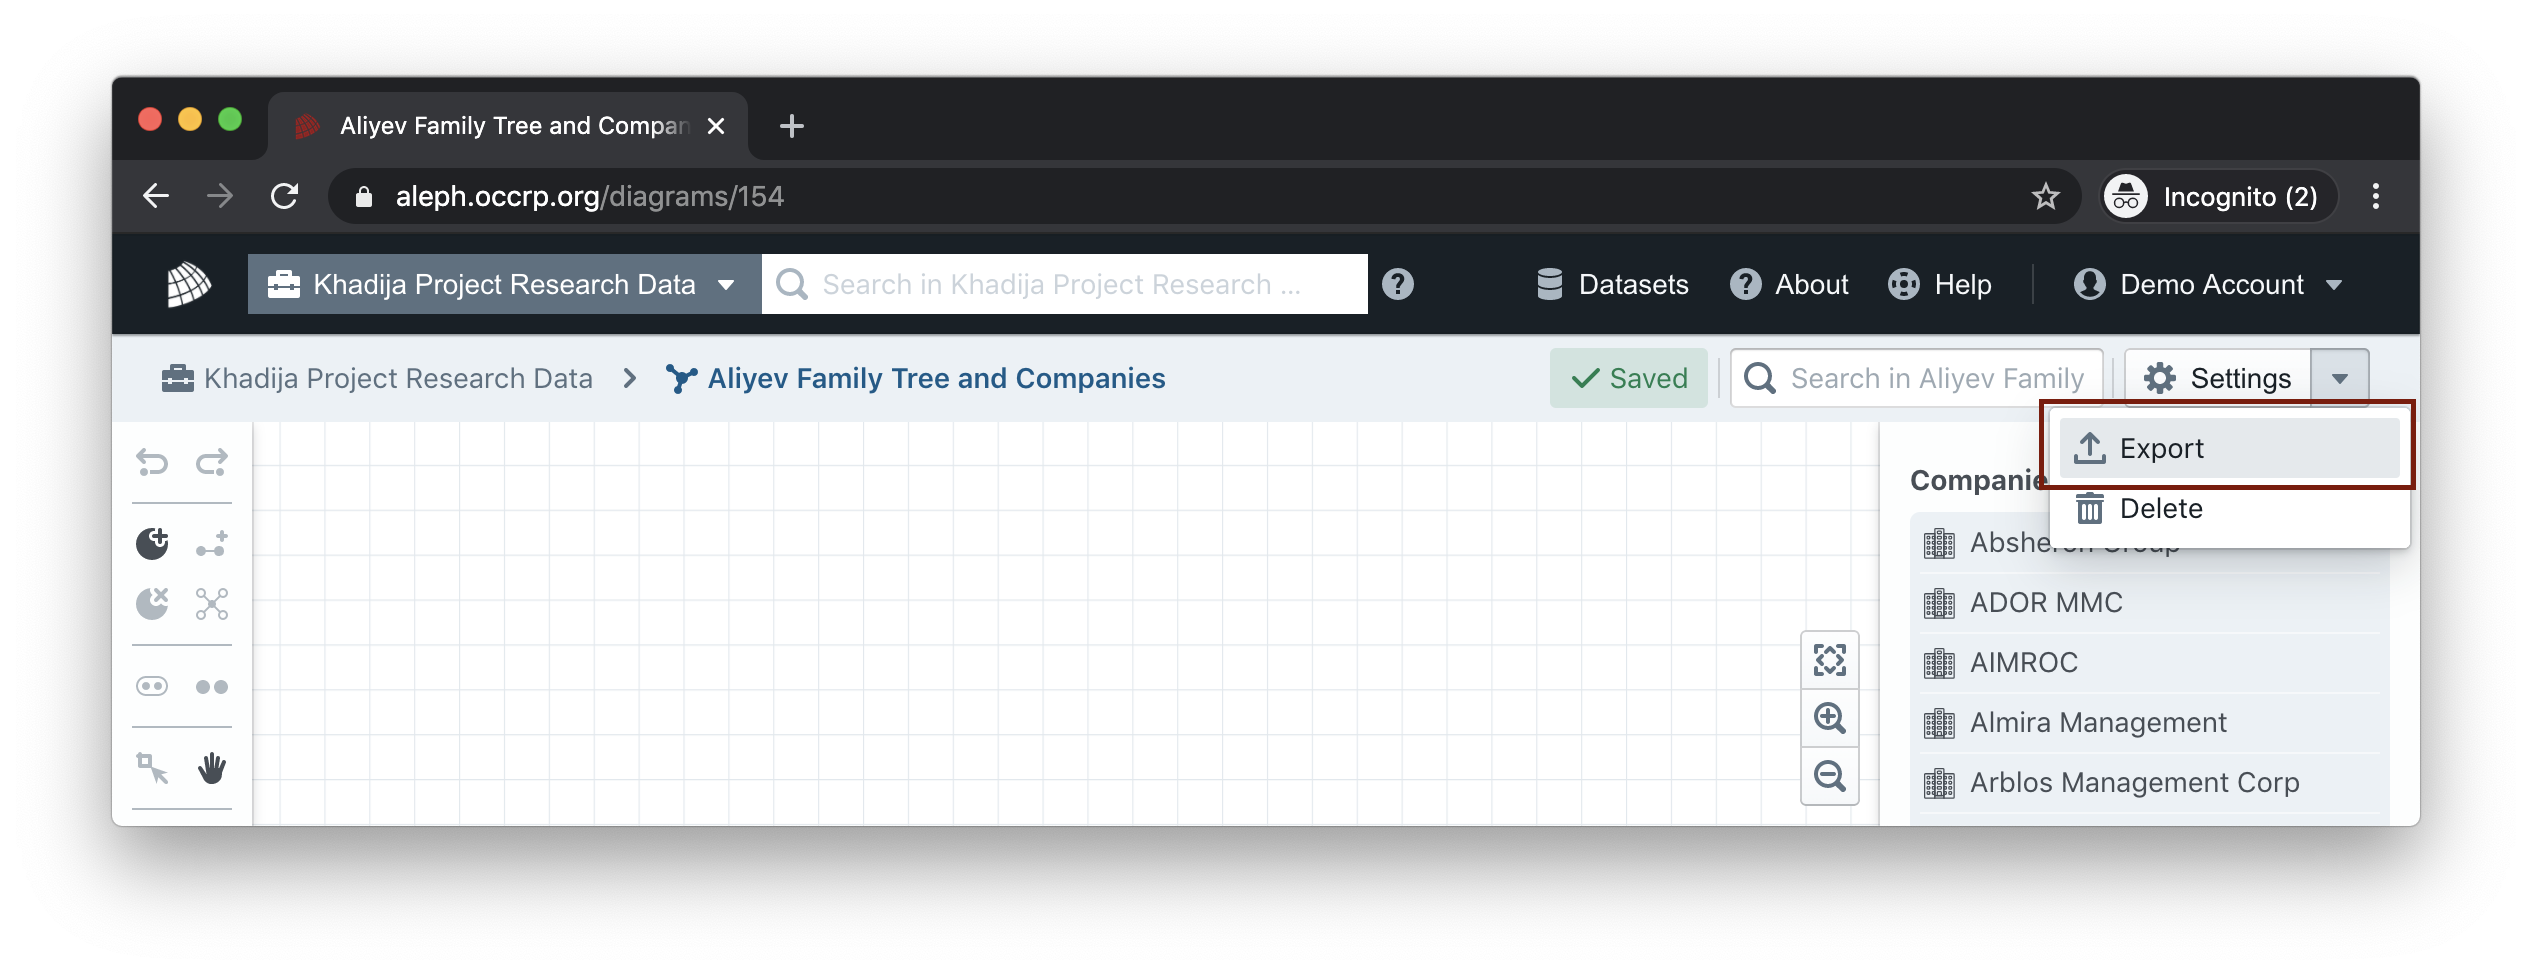 Aliyev Family Tree and Compan
aleph.occrp.org/diagrams/154
Incognito (2)
Khadija Project Research Data
Search in Khadija Project Research ...
Datasets
About
Help
Demo Account
Khadija Project Research Data
Aliyev Family Tree and Companies
Saved
Search in Aliyev Family
Settings
Export
Delete
Companie
Absheron Group
ADOR MMC
AIMROC
Almira Management
Arblos Management Corp